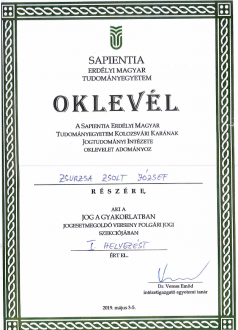 SAPIENTIA
ERDÉLYI MAGYAR
TUDOMÁNYEGYETEM
OKLEVÉL
A SAPIENTIA ERDÉLYI MAGYAR
TUDOMÁNYEGYETEM KOLOZSVÁRI KARÁNAK
JOGTUDOMÁNYI INTÉZETE
OKLEVELET ADOMÁNYOZ
ZSURZSA ZSOLT JÓZSEF
RÉSZÉRE,
AKI A
JOG A GYAKORLATBAN
JOGESETMEGOLDÓ VERSENY POLGÁRI JOGI
SZEKCIÓJÁBAN
I. HELYEZÉST
ÉRT EL.
Dr. Veress Emőd
intézetigazgató egyetemi tanár
2019. május 3-5.